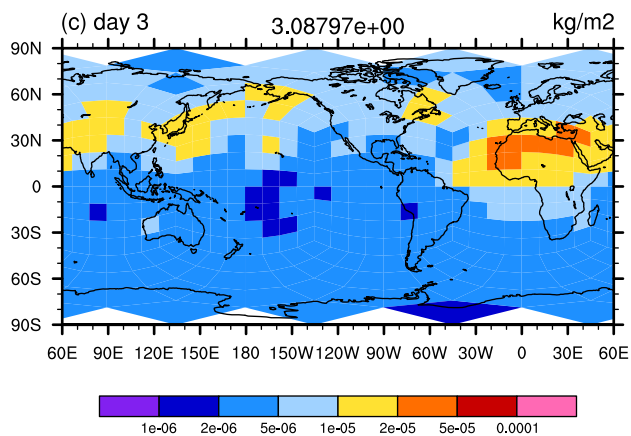 (c) day 3 3.08797e+00 kg/m2
90N
60N
30N
0
30S
60S
90S
60E 90E 120E 150E 180 150W 120W 90W 60W 30W 0 30E 60E
1e-06 2e-06 5e-06 1e-05 2e-05 5e-05 0.0001